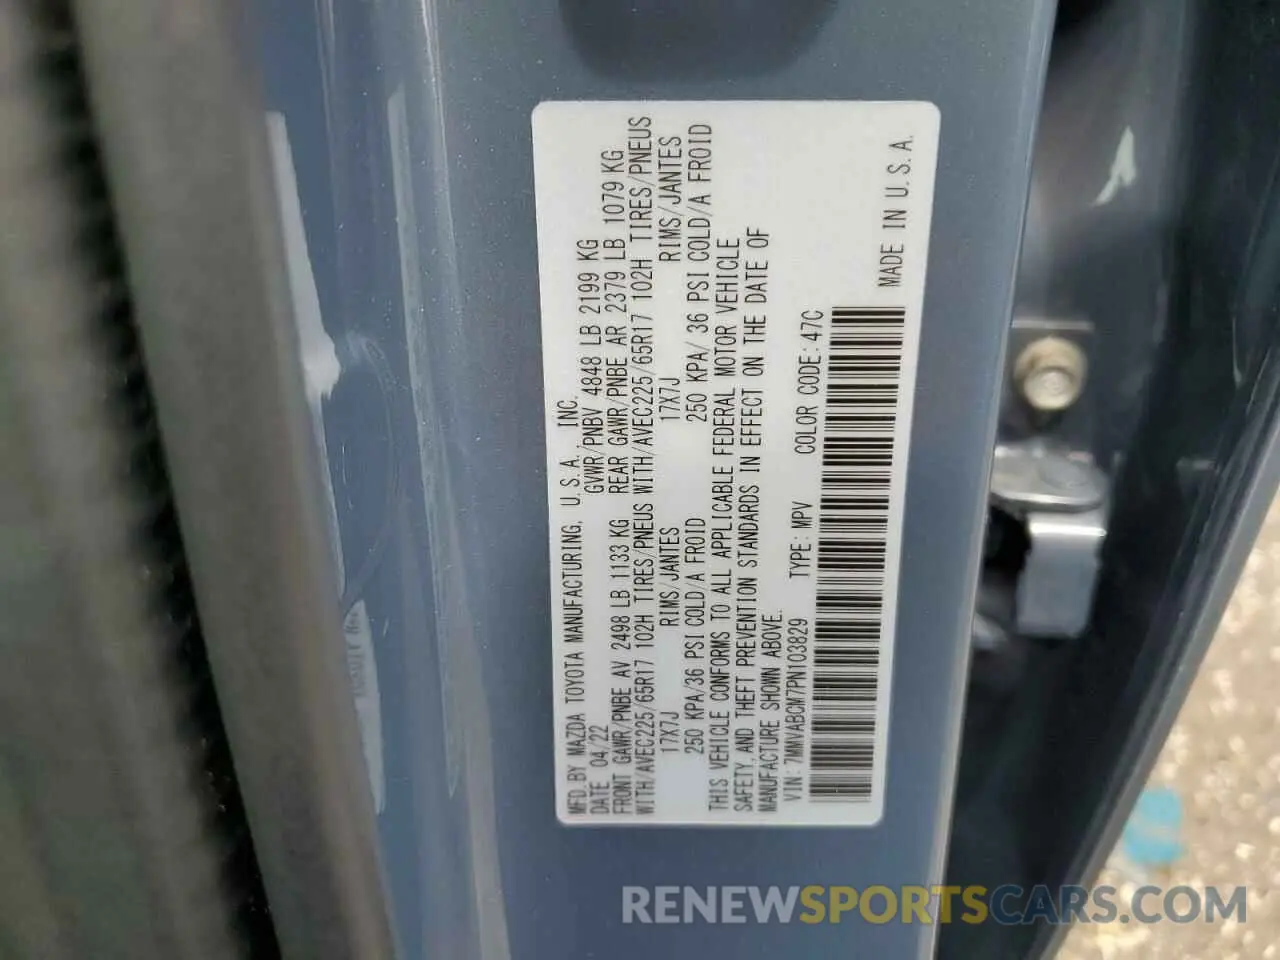 MFD. BY MAZDA TOYOTA MANUFACTURING, U.S.A., INC.
DATE 04/22 GVWR/PNBV 4848 LB 2199 KG
FRONT GAWR/PNBE AV 2498 LB 1133 KG REAR GAWR/PNBE AR 2379 LB 1079 KG
WITH/AVEC225/65R17 102H TIRES/PNEUS WITH/AVEC225/65R17 102H TIRES/PNEUS
17X7J RIMS/JANTES 17X7J RIMS/JANTES
250 KPA/36 PSI COLD/A FROID 250 KPA/ 36 PSI COLD/A FROID
THIS VEHICLE CONFORMS TO ALL APPLICABLE FEDERAL MOTOR VEHICLE
SAFETY, AND THEFT PREVENTION STANDARDS IN EFFECT ON THE DATE OF
MANUFACTURE SHOWN ABOVE.
VIN: 7MMVABCM7PN103829 TYPE: MPV COLOR CODE: 47C
MADE IN U.S.A.
RENEWSPORTSCARS.COM